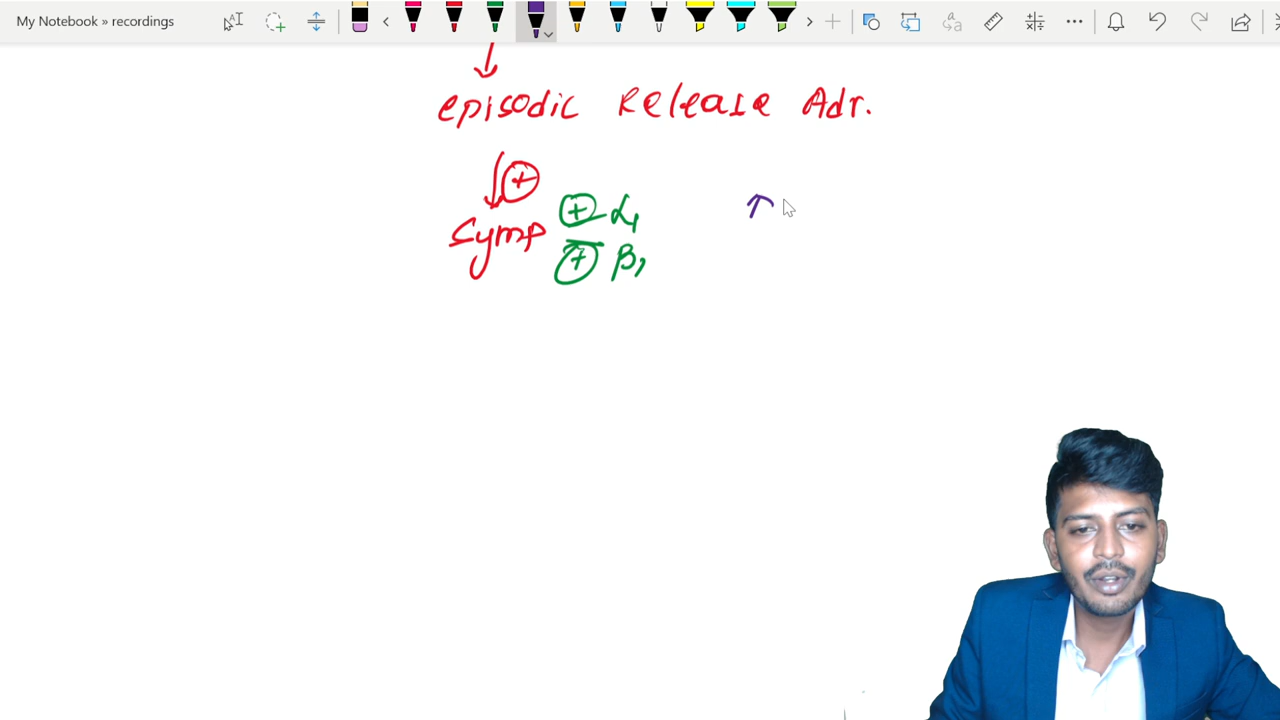 My Notebook » recordings
↓
episodic Release Adr.
↓ ⊕
Symp ⊕ α₁
⊕ β₁
↑